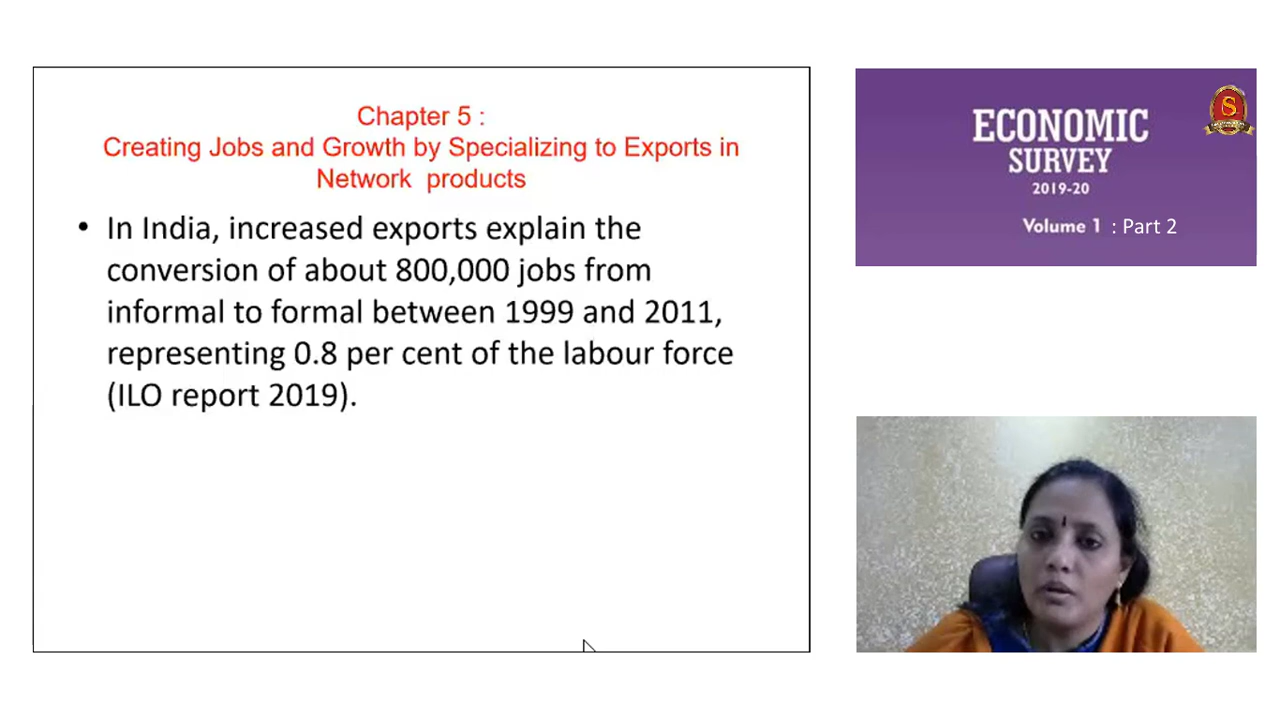 Chapter 5 :
Creating Jobs and Growth by Specializing to Exports in
Network products
• In India, increased exports explain the
conversion of about 800,000 jobs from
informal to formal between 1999 and 2011,
representing 0.8 per cent of the labour force
(ILO report 2019).
ECONOMIC
SURVEY
2019-20
Volume 1 : Part 2
S